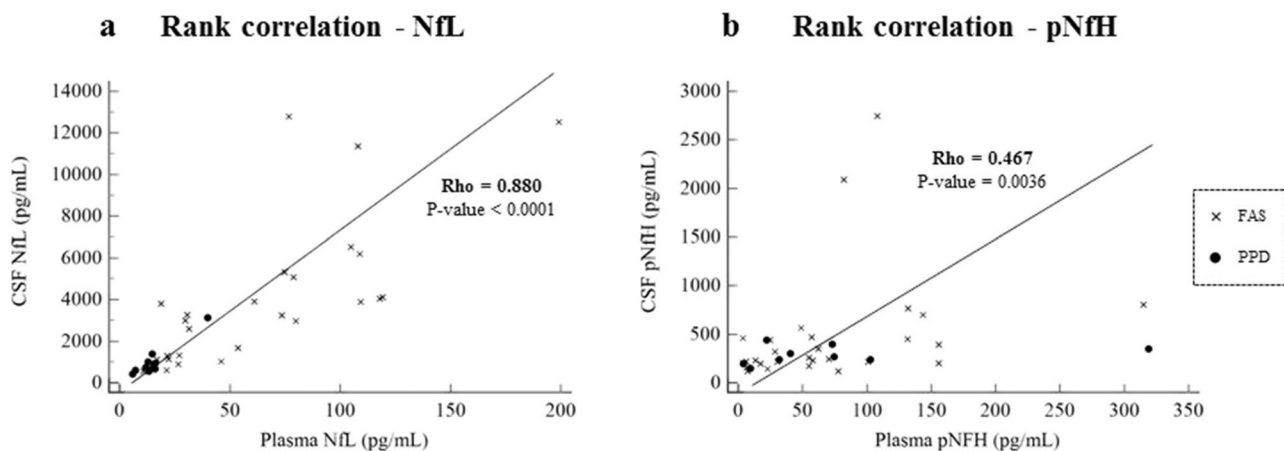 a Rank correlation - NfL
14000
12000
10000
8000
6000
4000
2000
0
CSF NfL (pg/mL)
Rho = 0.880
P-value < 0.0001
0 50 100 150 200
Plasma NfL (pg/mL)
b Rank correlation - pNfH
3000
2500
2000
1500
1000
500
0
CSF pNfH (pg/mL)
Rho = 0.467
P-value = 0.0036
0 50 100 150 200 250 300 350
Plasma pNFH (pg/mL)
FAS
PPD